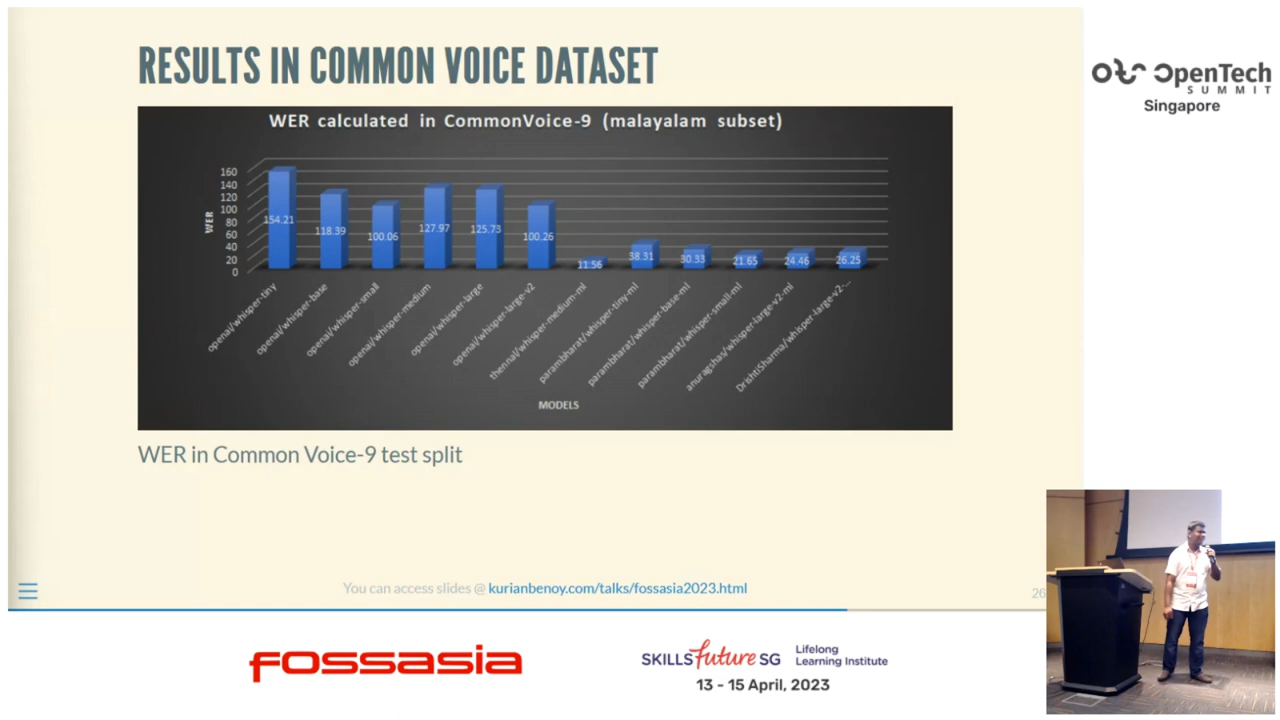 RESULTS IN COMMON VOICE DATASET
WER calculated in CommonVoice-9 (malayalam subset)
160
140
120
100
80
60
40
20
0
WER
154.21
118.39
100.06
127.97
125.73
100.26
11.56
38.31
30.33
21.65
24.46
26.25
openai/whisper-tiny
openai/whisper-base
openai/whisper-small
openai/whisper-medium
openai/whisper-large
openai/whisper-large-v2
thennal/whisper-medium-ml
parambharat/whisper-tiny-ml
parambharat/whisper-base-ml
parambharat/whisper-small-ml
anuragshas/whisper-large-v2-ml
DrishtiSharma/whisper-large-v2-...
MODELS
WER in Common Voice-9 test split
You can access slides @ kurianbenoy.com/talks/fossasia2023.html
26
OpenTech
SUMMIT
Singapore
fossasia
SKILLS future SG
Lifelong
Learning Institute
13 - 15 April, 2023